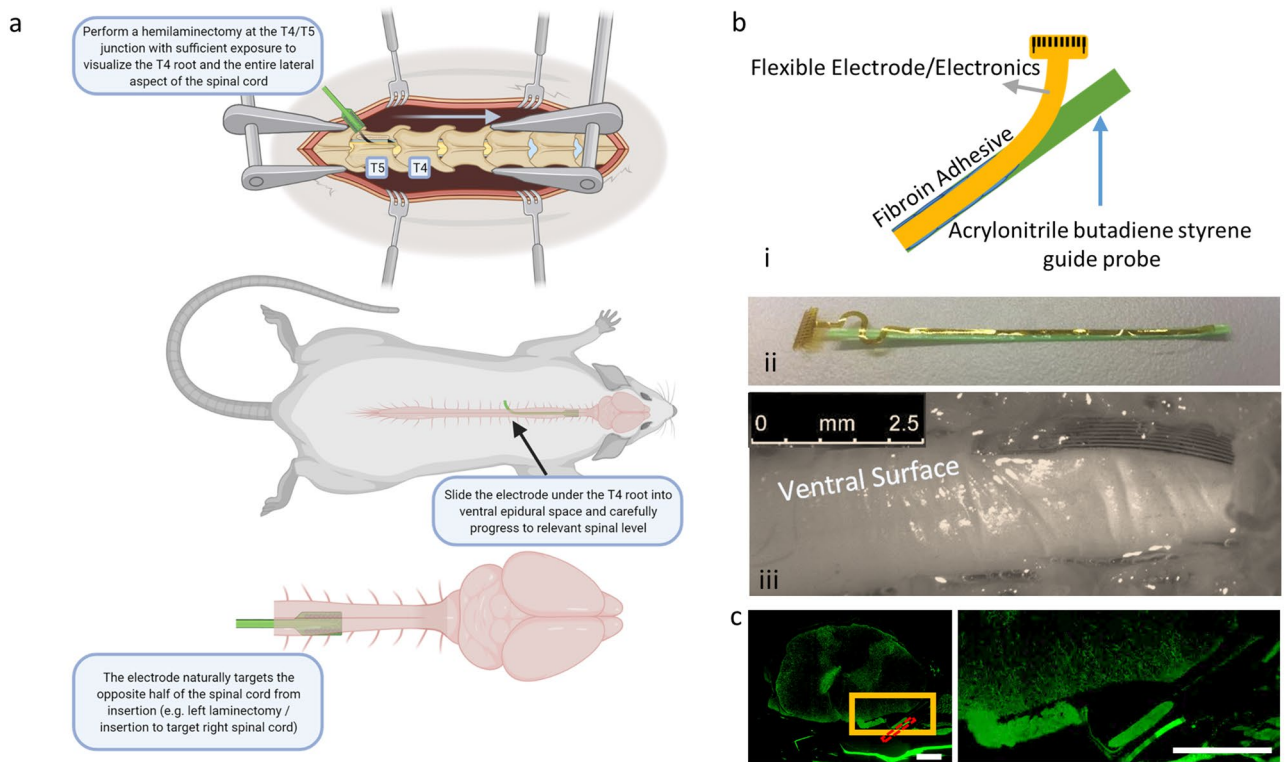 a
Perform a hemilaminectomy at the T4/T5
junction with sufficient exposure to
visualize the T4 root and the entire lateral
aspect of the spinal cord
T5
T4
Slide the electrode under the T4 root into
ventral epidural space and carefully
progress to relevant spinal level
The electrode naturally targets the
opposite half of the spinal cord from
insertion (e.g. left laminectomy /
insertion to target right spinal cord)
b
Flexible Electrode/Electronics
Fibroin Adhesive
Acrylonitrile butadiene styrene
guide probe
i
ii
0 mm 2.5
Ventral Surface
iii
c